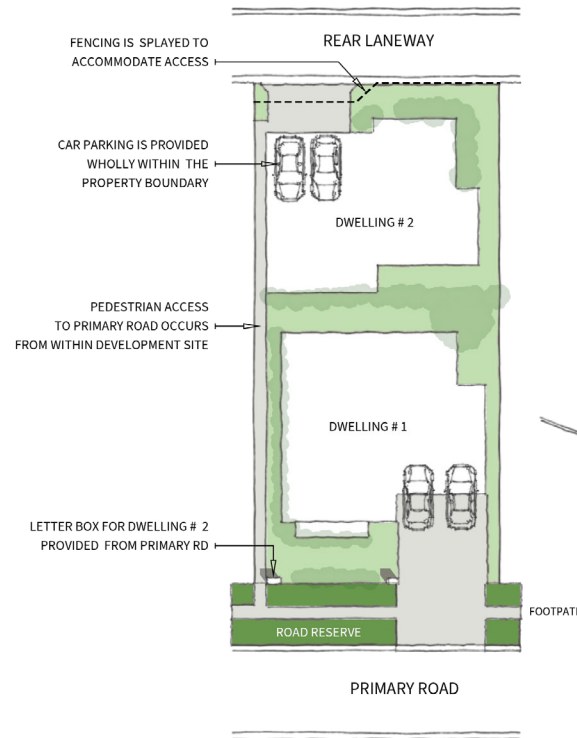 REAR LANEWAY
FENCING IS SPLAYED TO
ACCOMMODATE ACCESS
CAR PARKING IS PROVIDED
WHOLLY WITHIN THE
PROPERTY BOUNDARY
DWELLING # 2
PEDESTRIAN ACCESS
TO PRIMARY ROAD OCCURS
FROM WITHIN DEVELOPMENT SITE
DWELLING # 1
LETTER BOX FOR DWELLING # 2
PROVIDED FROM PRIMARY RD
FOOTPATH
ROAD RESERVE
PRIMARY ROAD